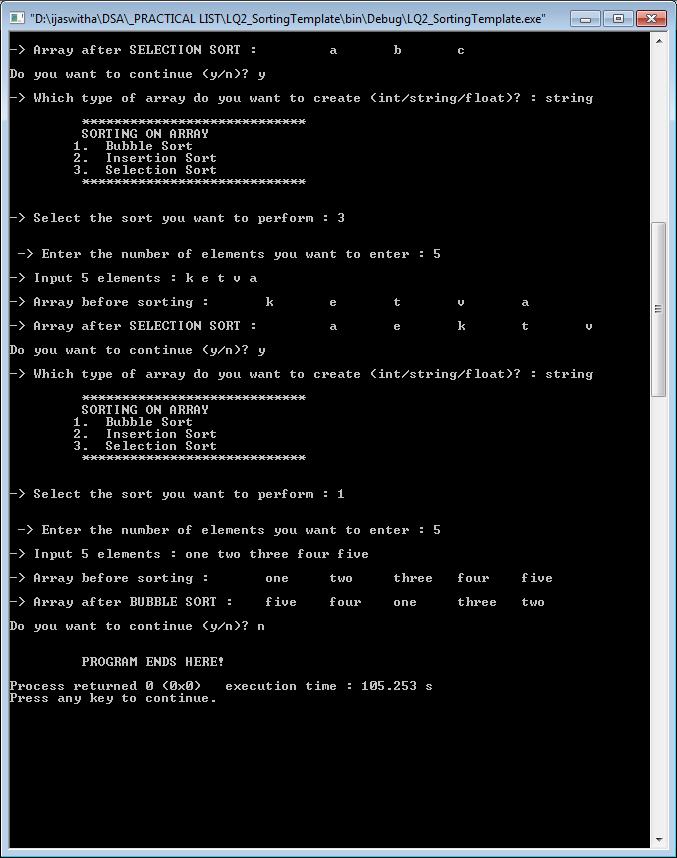 "D:\ijaswitha\DSA\_PRACTICAL LIST\LQ2_SortingTemplate\bin\Debug\LQ2_SortingTemplate.exe"
-> Array after SELECTION SORT : a b c
Do you want to continue (y/n)? y
-> Which type of array do you want to create (int/string/float)? : string
****************************
SORTING ON ARRAY
1. Bubble Sort
2. Insertion Sort
3. Selection Sort
****************************
-> Select the sort you want to perform : 3
-> Enter the number of elements you want to enter : 5
-> Input 5 elements : k e t v a
-> Array before sorting : k e t v a
-> Array after SELECTION SORT : a e k t v
Do you want to continue (y/n)? y
-> Which type of array do you want to create (int/string/float)? : string
****************************
SORTING ON ARRAY
1. Bubble Sort
2. Insertion Sort
3. Selection Sort
****************************
-> Select the sort you want to perform : 1
-> Enter the number of elements you want to enter : 5
-> Input 5 elements : one two three four five
-> Array before sorting : one two three four five
-> Array after BUBBLE SORT : five four one three two
Do you want to continue (y/n)? n
PROGRAM ENDS HERE!
Process returned 0 (0x0) execution time : 105.253 s
Press any key to continue.